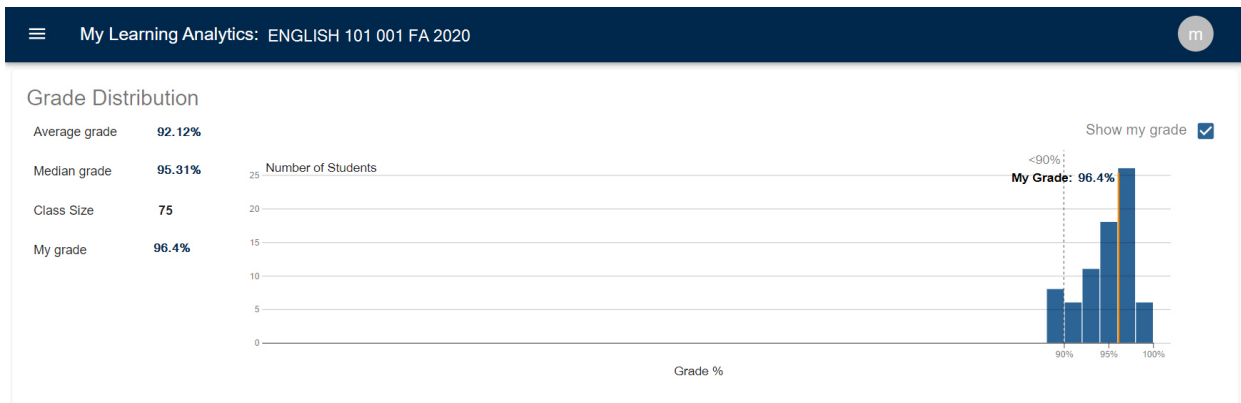 My Learning Analytics: ENGLISH 101 001 FA 2020
m
Grade Distribution
Average grade 92.12%
Median grade 95.31%
Class Size 75
My grade 96.4%
Show my grade
Number of Students
<90%
My Grade: 96.4%
25
20
15
10
5
0
90% 95% 100%
Grade %